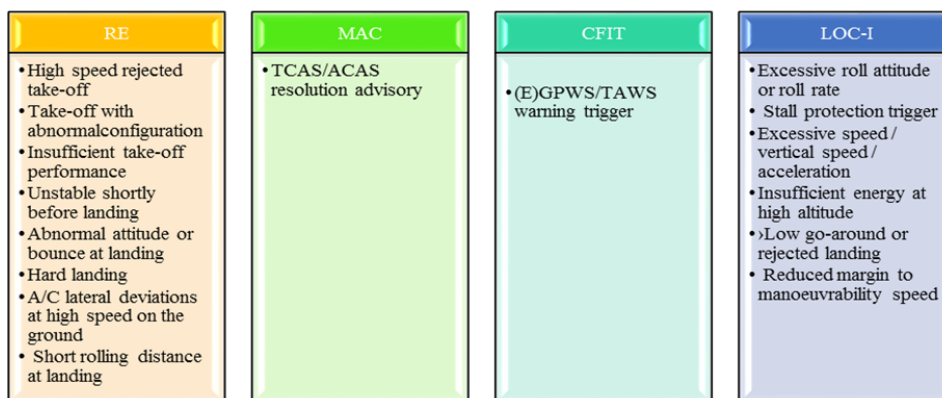 RE
• High speed rejected
take-off
• Take-off with
abnormalconfiguration
• Insufficient take-off
performance
• Unstable shortly
before landing
• Abnormal attitude or
bounce at landing
• Hard landing
• A/C lateral deviations
at high speed on the
ground
• Short rolling distance
at landing
MAC
• TCAS/ACAS
resolution advisory
CFIT
• (E)GPWS/TAWS
warning trigger
LOC-I
• Excessive roll attitude
or roll rate
• Stall protection trigger
• Excessive speed /
vertical speed /
acceleration
• Insufficient energy at
high altitude
• ›Low go-around or
rejected landing
• Reduced margin to
manoeuvrability speed